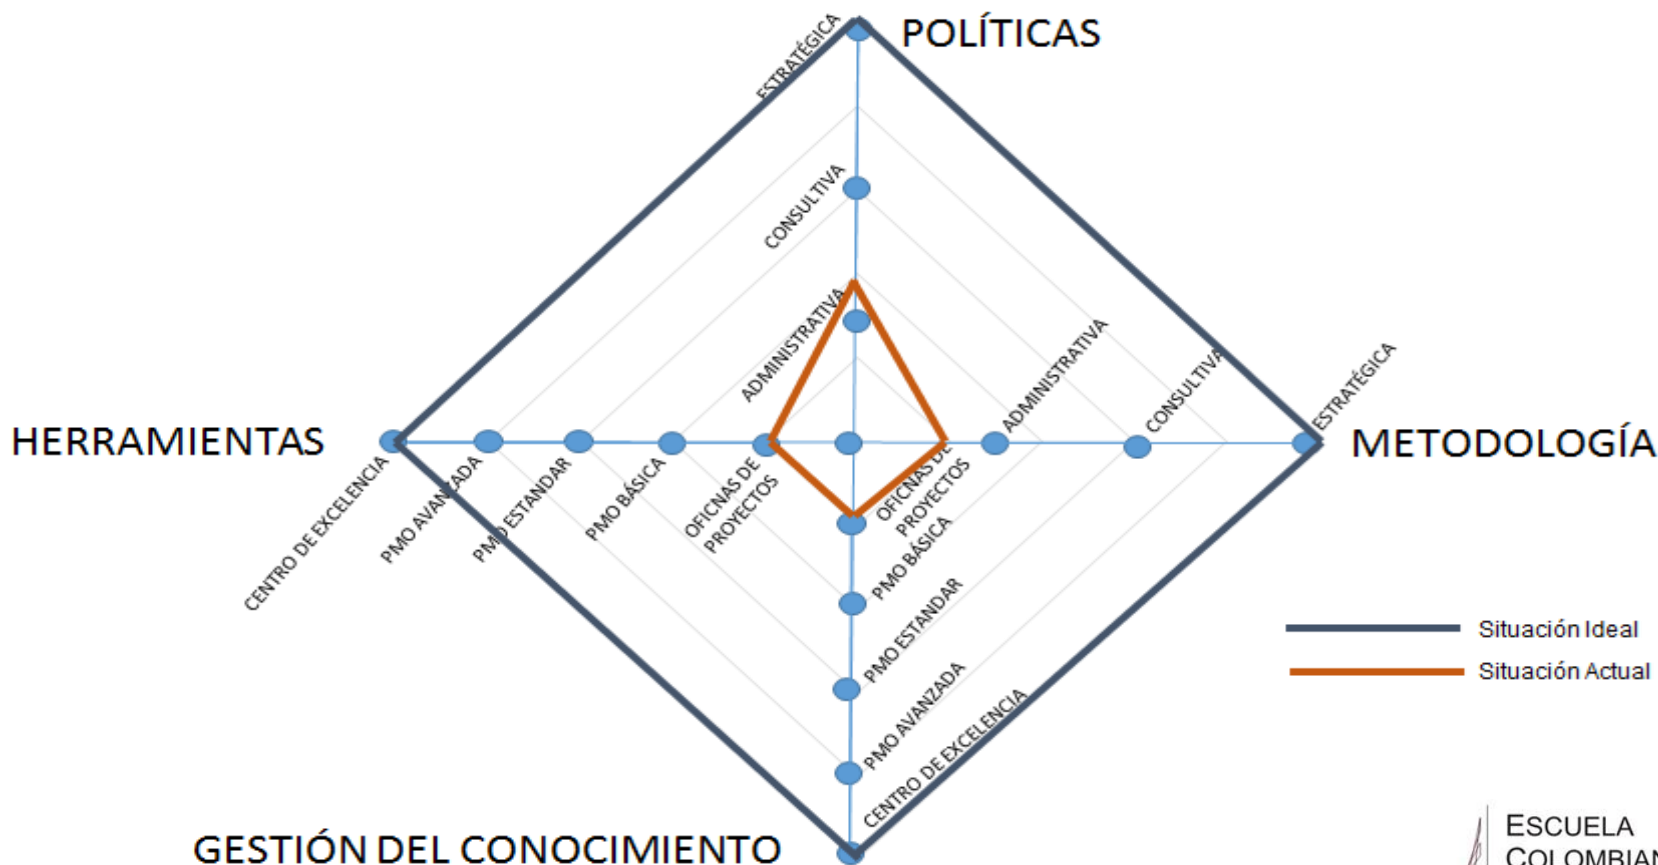 POLÍTICAS
ESTRATÉGICA
CONSULTIVA
ADMINISTRATIVA
ADMINISTRATIVA
CONSULTIVA
ESTRATÉGICA
HERRAMIENTAS
METODOLOGÍA
CENTRO DE EXCELENCIA
PMO AVANZADA
PMO ESTANDAR
PMO BÁSICA
OFICNAS DE
PROYECTOS
OFICNAS DE
PROYECTOS
PMO BÁSICA
PMO ESTANDAR
PMO AVANZADA
CENTRO DE EXCELENCIA
Situación Ideal
Situación Actual
GESTIÓN DEL CONOCIMIENTO
ESCUELA